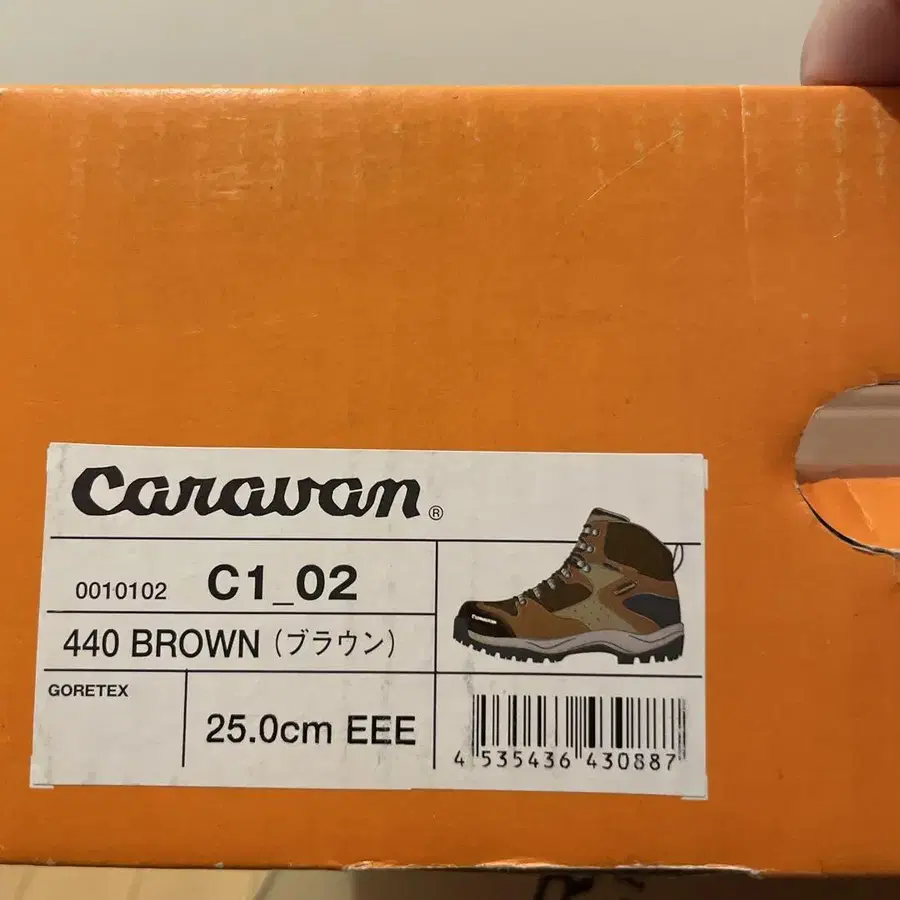 Caravan®
0010102 C1_02
440 BROWN (ブラウン)
GORETEX
25.0cm EEE
4 535436 430887